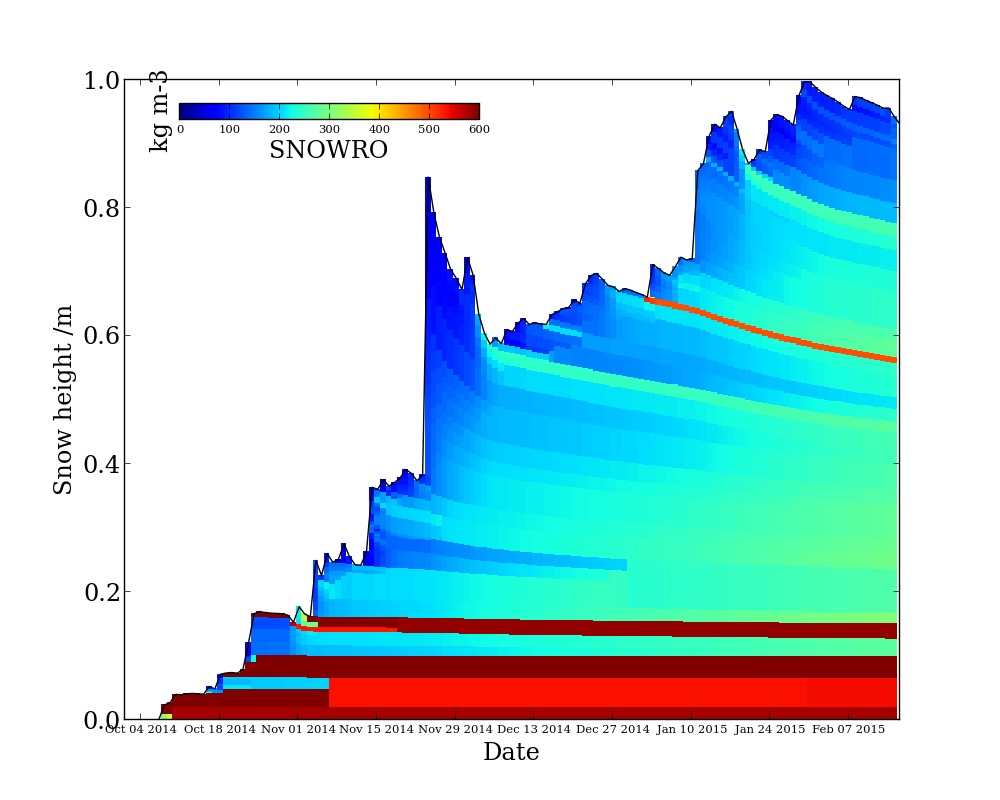 1.0
kg m-3
0 100 200 300 400 500 600
SNOWRO
0.8
0.6
Snow height /m
0.4
0.2
0.0
Oct 04 2014 Oct 18 2014 Nov 01 2014 Nov 15 2014 Nov 29 2014 Dec 13 2014 Dec 27 2014 Jan 10 2015 Jan 24 2015 Feb 07 2015
Date